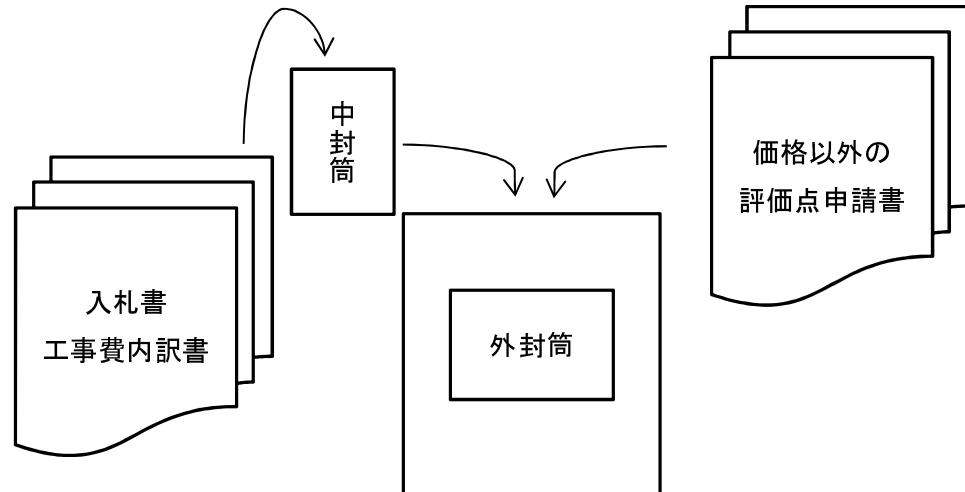 中封筒
価格以外の
評価点申請書
入札書
工事費内訳書
外封筒